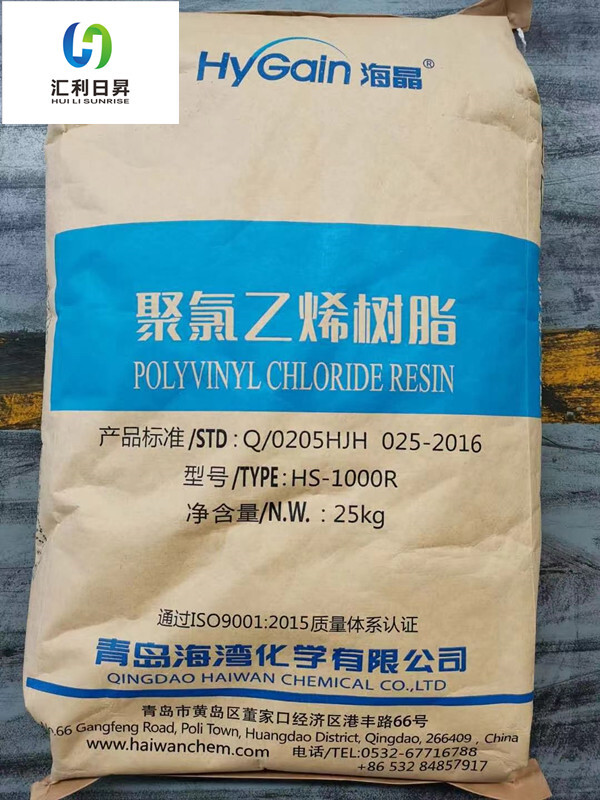 汇利日昇
HUI LI SUNRISE
HyGain 海晶®
聚氯乙烯树脂
POLYVINYL CHLORIDE RESIN
产品标准/STD : Q/0205HJH 025-2016
型号/TYPE: HS-1000R
净含量/N.W. : 25kg
通过ISO9001:2015质量体系认证
青岛海湾化学有限公司
QINGDAO HAIWAN CHEMICAL CO.,LTD
青岛市黄岛区董家口经济区港丰路66号
No.66 Gangfeng Road, Poli Town, Huangdao District, Qingdao, 266409 , China
www.haiwanchem.com 电话/TEL:0532-67716788
+86 532 84857917